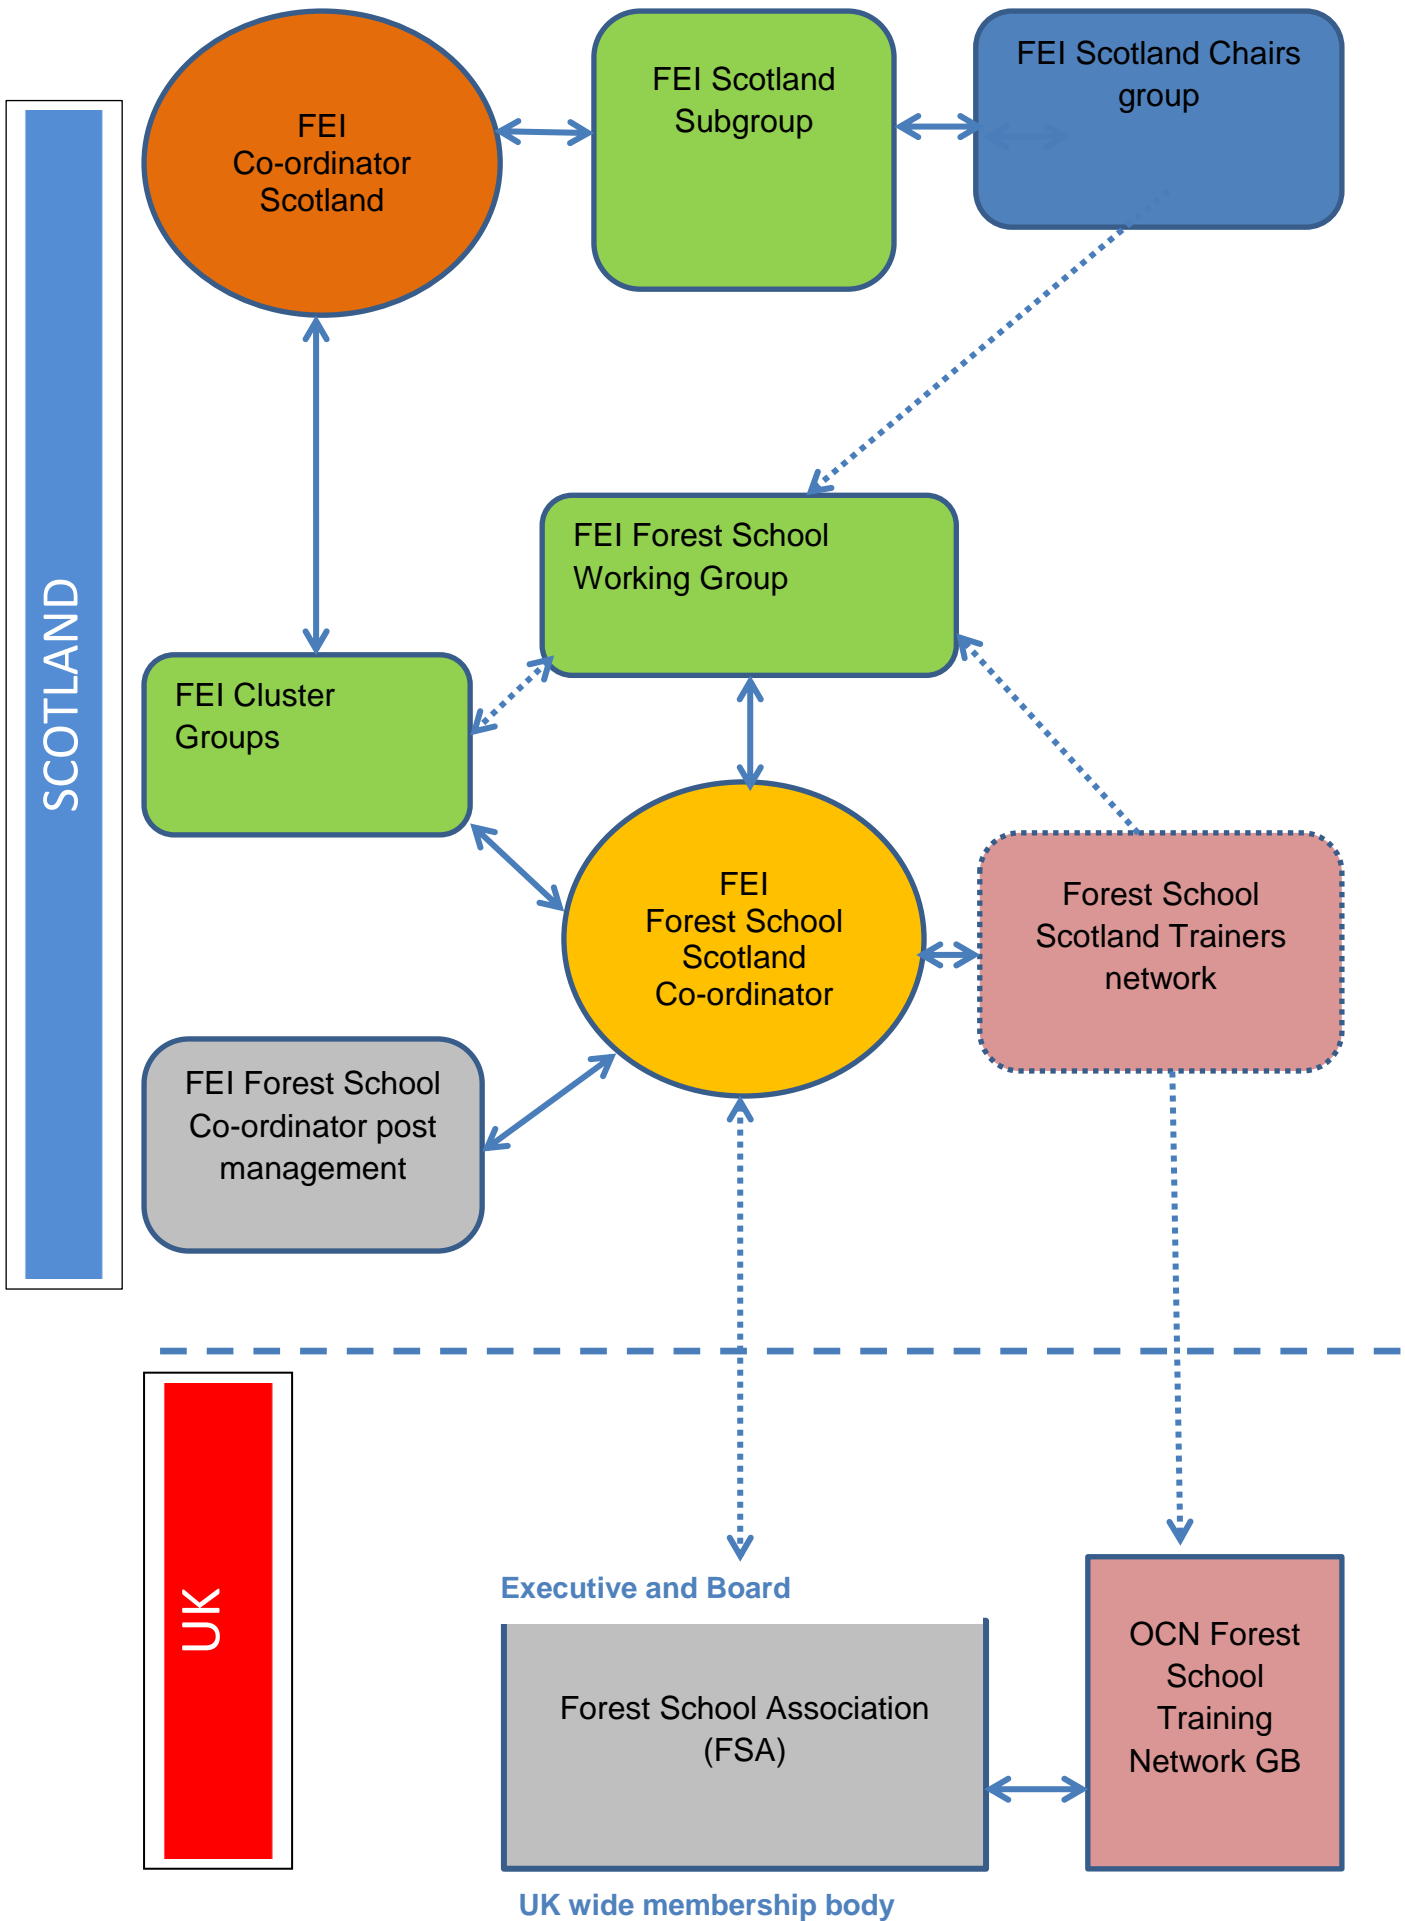 FEI
Co-ordinator
Scotland
FEI Scotland
Subgroup
FEI Scotland Chairs
group
SCOTLAND
FEI Forest School
Working Group
FEI Cluster
Groups
FEI
Forest School
Scotland
Co-ordinator
Forest School
Scotland Trainers
network
FEI Forest School
Co-ordinator post
management
UK
Executive and Board
Forest School Association
(FSA)
OCN Forest
School
Training
Network GB
UK wide membership body